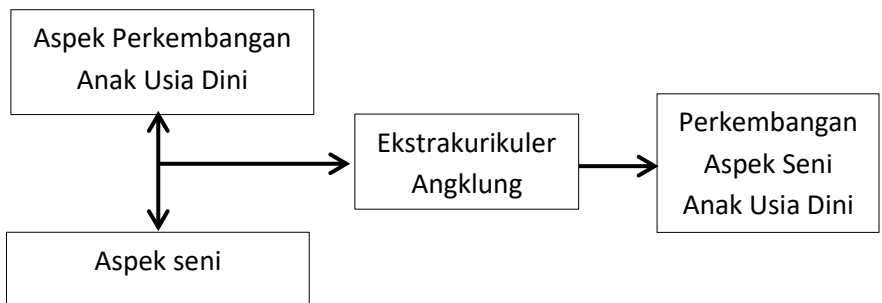 Aspek Perkembangan
Anak Usia Dini
Ekstrakurikuler
Angklung
Perkembangan
Aspek Seni
Anak Usia Dini
Aspek seni